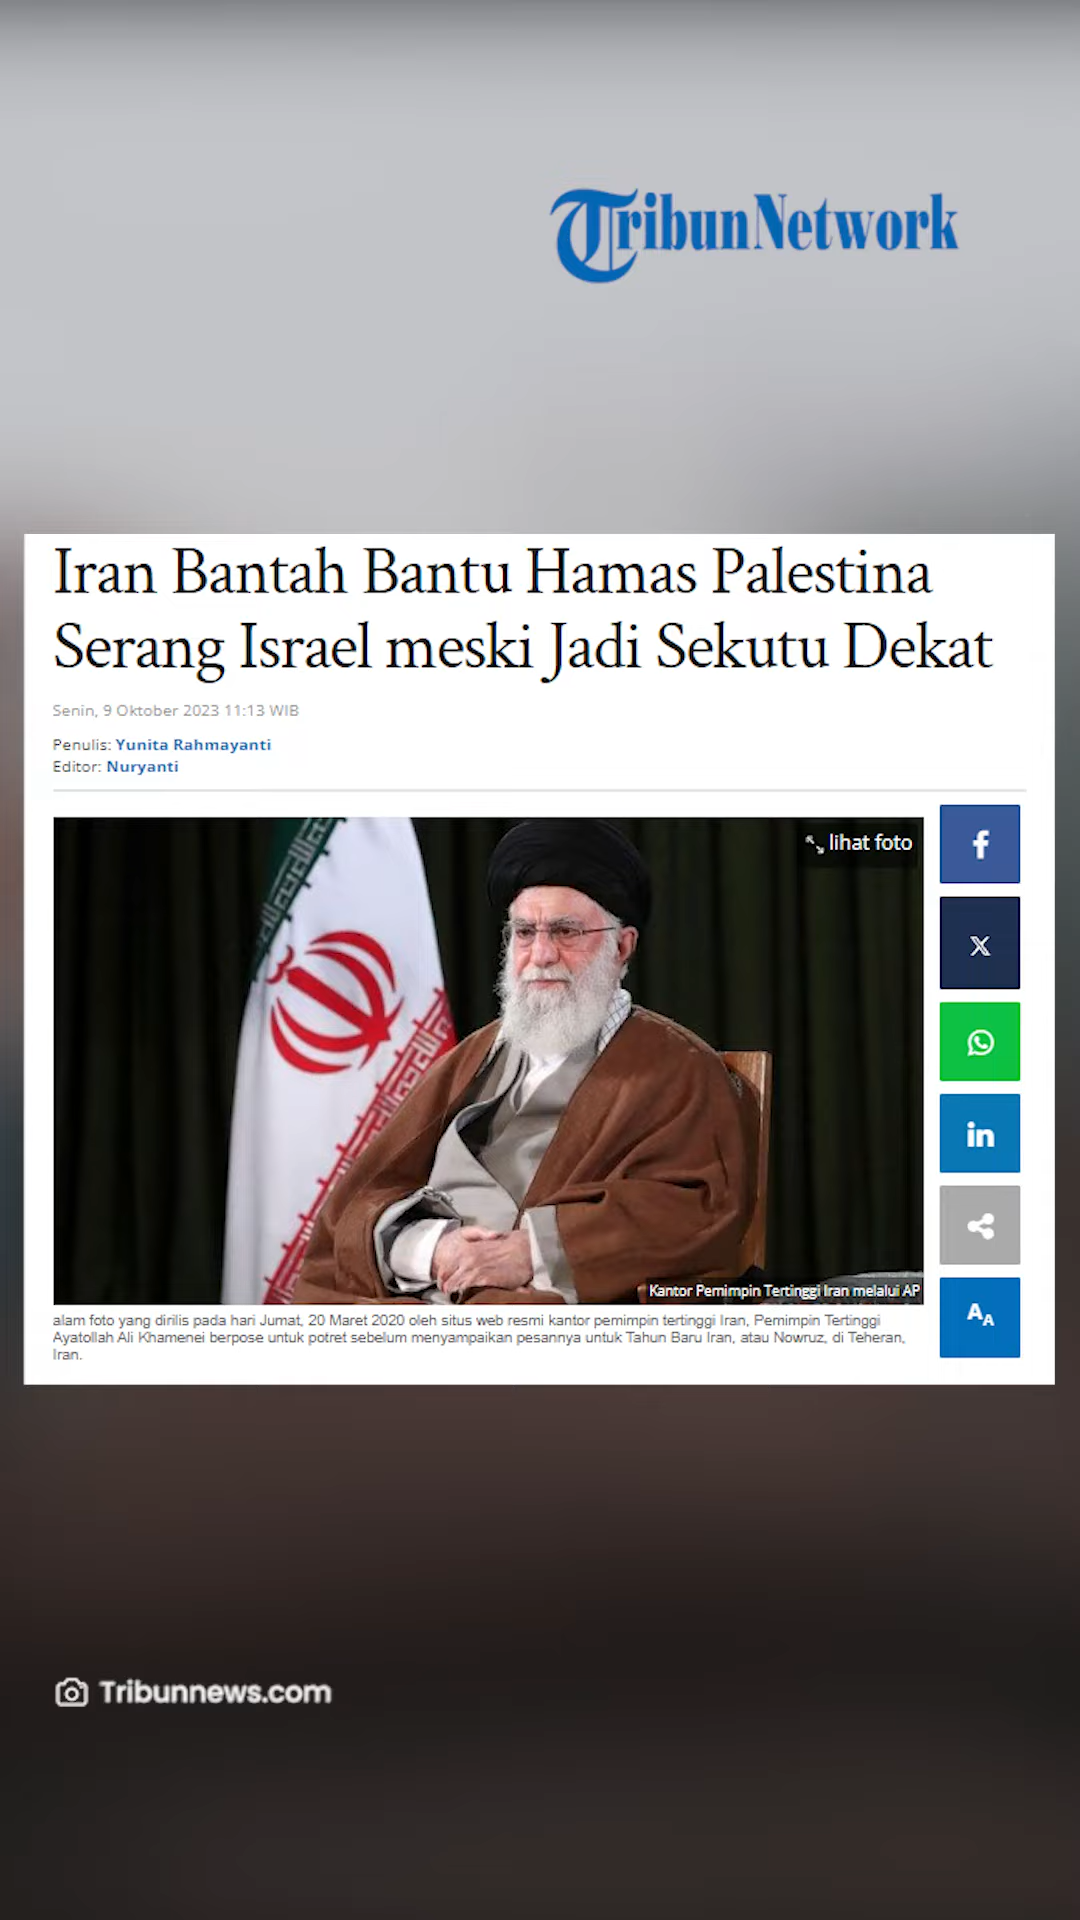 TribunNetwork
Iran Bantah Bantu Hamas Palestina
Serang Israel meski Jadi Sekutu Dekat
Senin, 9 Oktober 2023 11:13 WIB
Penulis: Yunita Rahmayanti
Editor: Nuryanti
lihat foto
Kantor Pemimpin Tertinggi Iran melalui AP
alam foto yang dirilis pada hari Jumat, 20 Maret 2020 oleh situs web resmi kantor pemimpin tertinggi Iran, Pemimpin Tertinggi
Ayatollah Ali Khamenei berpose untuk potret sebelum menyampaikan pesannya untuk Tahun Baru Iran, atau Nowruz, di Teheran,
Iran.
AA
Tribunnews.com